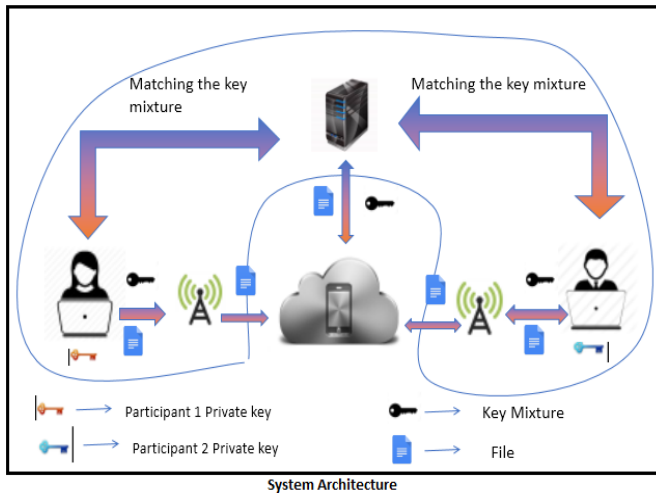 Matching the key
mixture
Matching the key mixture
Participant 1 Private key
Key Mixture
Participant 2 Private key
File
System Architecture